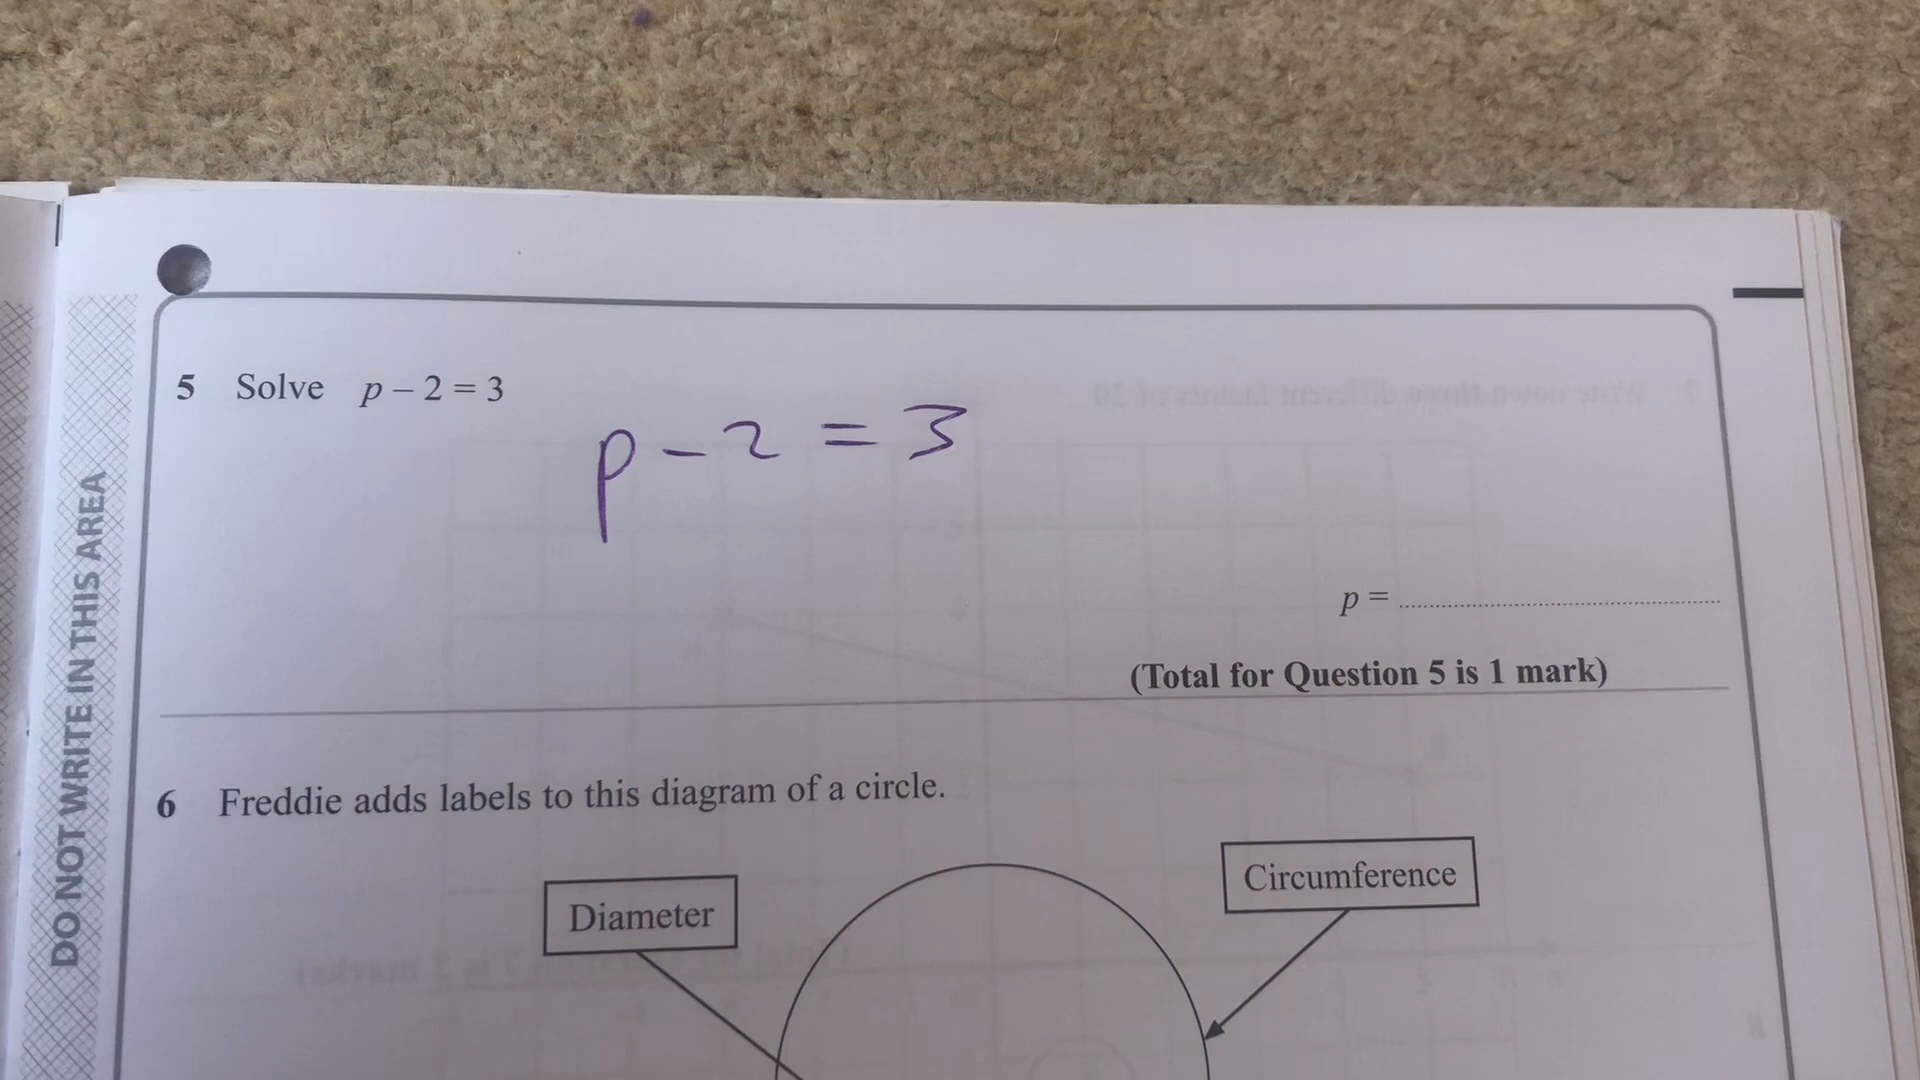 5 Solve p – 2 = 3
p – 2 = 3
p = ........................................
(Total for Question 5 is 1 mark)
6 Freddie adds labels to this diagram of a circle.
Circumference
Diameter
DO NOT WRITE IN THIS AREA